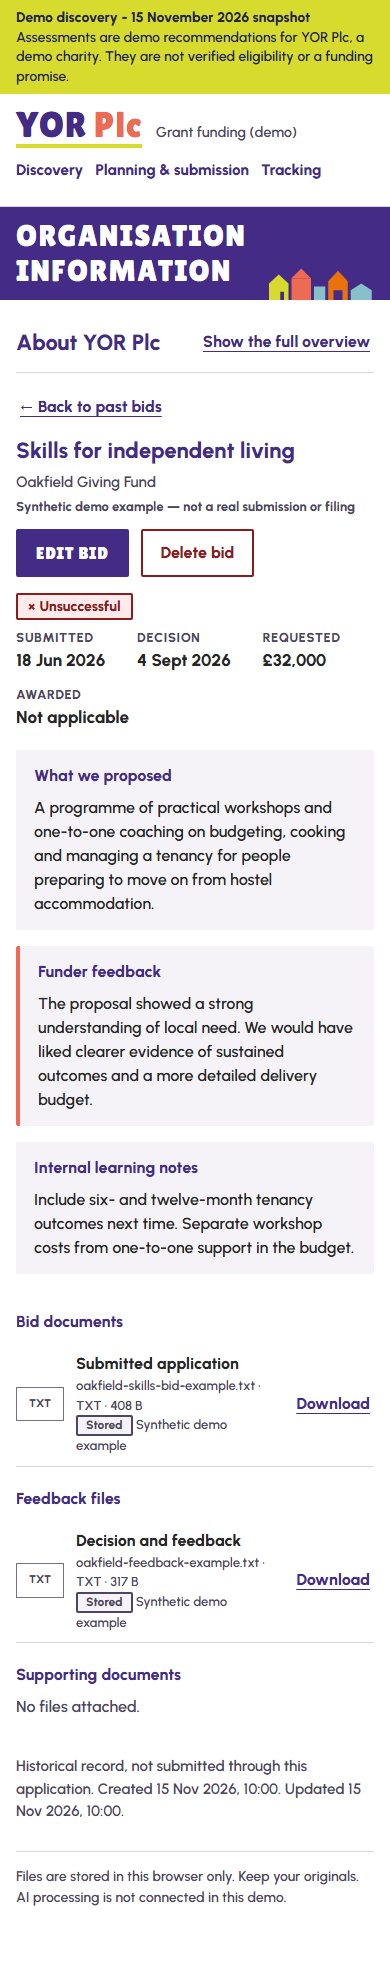 Demo discovery - 15 November 2026 snapshot
Assessments are demo recommendations for YOR Plc, a
demo charity. They are not verified eligibility or a funding
promise.
YOR Plc Grant funding (demo)
Discovery Planning & submission Tracking
ORGANISATION
INFORMATION
About YOR Plc Show the full overview
← Back to past bids
Skills for independent living
Oakfield Giving Fund
Synthetic demo example — not a real submission or filing
EDIT BID Delete bid
× Unsuccessful
SUBMITTED DECISION REQUESTED
18 Jun 2026 4 Sept 2026 £32,000
AWARDED
Not applicable
What we proposed
A programme of practical workshops and
one-to-one coaching on budgeting, cooking
and managing a tenancy for people
preparing to move on from hostel
accommodation.
Funder feedback
The proposal showed a strong
understanding of local need. We would have
liked clearer evidence of sustained
outcomes and a more detailed delivery
budget.
Internal learning notes
Include six- and twelve-month tenancy
outcomes next time. Separate workshop
costs from one-to-one support in the budget.
Bid documents
Submitted application
oakfield-skills-bid-example.txt ·
TXT TXT · 408 B Download
Stored Synthetic demo
example
Feedback files
Decision and feedback
oakfield-feedback-example.txt ·
TXT TXT · 317 B Download
Stored Synthetic demo
example
Supporting documents
No files attached.
Historical record, not submitted through this
application. Created 15 Nov 2026, 10:00. Updated 15
Nov 2026, 10:00.
Files are stored in this browser only. Keep your originals.
AI processing is not connected in this demo.